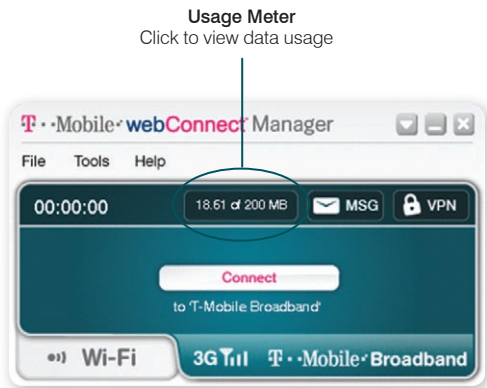 Usage Meter
Click to view data usage
T··Mobile· webConnect Manager
File Tools Help
00:00:00 18.61 of 200 MB MSG VPN
Connect
to 'T-Mobile Broadband'
Wi-Fi 3G T··Mobile· Broadband